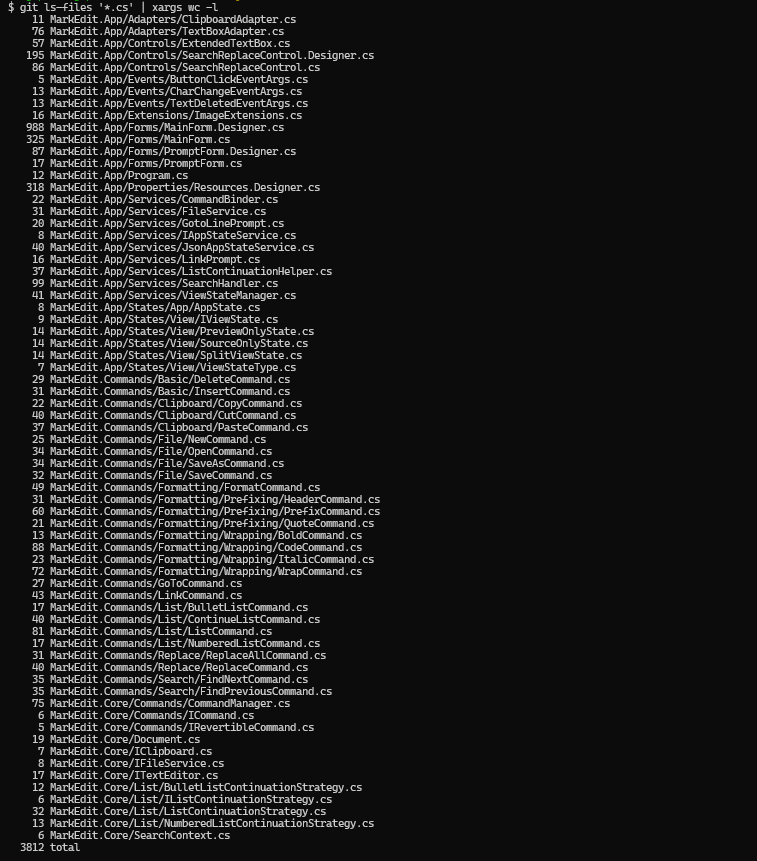 $ git ls-files '*.cs' | xargs wc -l
11 MarkEdit.App/Adapters/ClipboardAdapter.cs
76 MarkEdit.App/Adapters/TextBoxAdapter.cs
57 MarkEdit.App/Controls/ExtendedTextBox.cs
195 MarkEdit.App/Controls/SearchReplaceControl.Designer.cs
86 MarkEdit.App/Controls/SearchReplaceControl.cs
5 MarkEdit.App/Events/ButtonClickEventArgs.cs
13 MarkEdit.App/Events/CharChangeEventArgs.cs
13 MarkEdit.App/Events/TextDeletedEventArgs.cs
16 MarkEdit.App/Extensions/ImageExtensions.cs
988 MarkEdit.App/Forms/MainForm.Designer.cs
325 MarkEdit.App/Forms/MainForm.cs
87 MarkEdit.App/Forms/PromptForm.Designer.cs
17 MarkEdit.App/Forms/PromptForm.cs
12 MarkEdit.App/Program.cs
318 MarkEdit.App/Properties/Resources.Designer.cs
22 MarkEdit.App/Services/CommandBinder.cs
31 MarkEdit.App/Services/FileService.cs
20 MarkEdit.App/Services/GotoLinePrompt.cs
8 MarkEdit.App/Services/IAppStateService.cs
40 MarkEdit.App/Services/JsonAppStateService.cs
16 MarkEdit.App/Services/LinkPrompt.cs
37 MarkEdit.App/Services/ListContinuationHelper.cs
99 MarkEdit.App/Services/SearchHandler.cs
41 MarkEdit.App/Services/ViewStateManager.cs
8 MarkEdit.App/States/App/AppState.cs
9 MarkEdit.App/States/View/IViewState.cs
14 MarkEdit.App/States/View/PreviewOnlyState.cs
14 MarkEdit.App/States/View/SourceOnlyState.cs
14 MarkEdit.App/States/View/SplitViewState.cs
7 MarkEdit.App/States/View/ViewStateType.cs
29 MarkEdit.Commands/Basic/DeleteCommand.cs
31 MarkEdit.Commands/Basic/InsertCommand.cs
22 MarkEdit.Commands/Clipboard/CopyCommand.cs
40 MarkEdit.Commands/Clipboard/CutCommand.cs
37 MarkEdit.Commands/Clipboard/PasteCommand.cs
25 MarkEdit.Commands/File/NewCommand.cs
34 MarkEdit.Commands/File/OpenCommand.cs
34 MarkEdit.Commands/File/SaveAsCommand.cs
32 MarkEdit.Commands/File/SaveCommand.cs
49 MarkEdit.Commands/Formatting/FormatCommand.cs
31 MarkEdit.Commands/Formatting/Prefixing/HeaderCommand.cs
60 MarkEdit.Commands/Formatting/Prefixing/PrefixCommand.cs
21 MarkEdit.Commands/Formatting/Prefixing/QuoteCommand.cs
13 MarkEdit.Commands/Formatting/Wrapping/BoldCommand.cs
88 MarkEdit.Commands/Formatting/Wrapping/CodeCommand.cs
23 MarkEdit.Commands/Formatting/Wrapping/ItalicCommand.cs
72 MarkEdit.Commands/Formatting/Wrapping/WrapCommand.cs
27 MarkEdit.Commands/GoToCommand.cs
43 MarkEdit.Commands/LinkCommand.cs
17 MarkEdit.Commands/List/BulletListCommand.cs
40 MarkEdit.Commands/List/ContinueListCommand.cs
81 MarkEdit.Commands/List/ListCommand.cs
17 MarkEdit.Commands/List/NumberedListCommand.cs
31 MarkEdit.Commands/Replace/ReplaceAllCommand.cs
40 MarkEdit.Commands/Replace/ReplaceCommand.cs
35 MarkEdit.Commands/Search/FindNextCommand.cs
35 MarkEdit.Commands/Search/FindPreviousCommand.cs
75 MarkEdit.Core/Commands/CommandManager.cs
6 MarkEdit.Core/Commands/ICommand.cs
5 MarkEdit.Core/Commands/IRevertibleCommand.cs
19 MarkEdit.Core/Document.cs
7 MarkEdit.Core/IClipboard.cs
8 MarkEdit.Core/IFileService.cs
17 MarkEdit.Core/ITextEditor.cs
12 MarkEdit.Core/List/BulletListContinuationStrategy.cs
6 MarkEdit.Core/List/IListContinuationStrategy.cs
32 MarkEdit.Core/List/ListContinuationStrategy.cs
13 MarkEdit.Core/List/NumberedListContinuationStrategy.cs
6 MarkEdit.Core/SearchContext.cs
3812 total